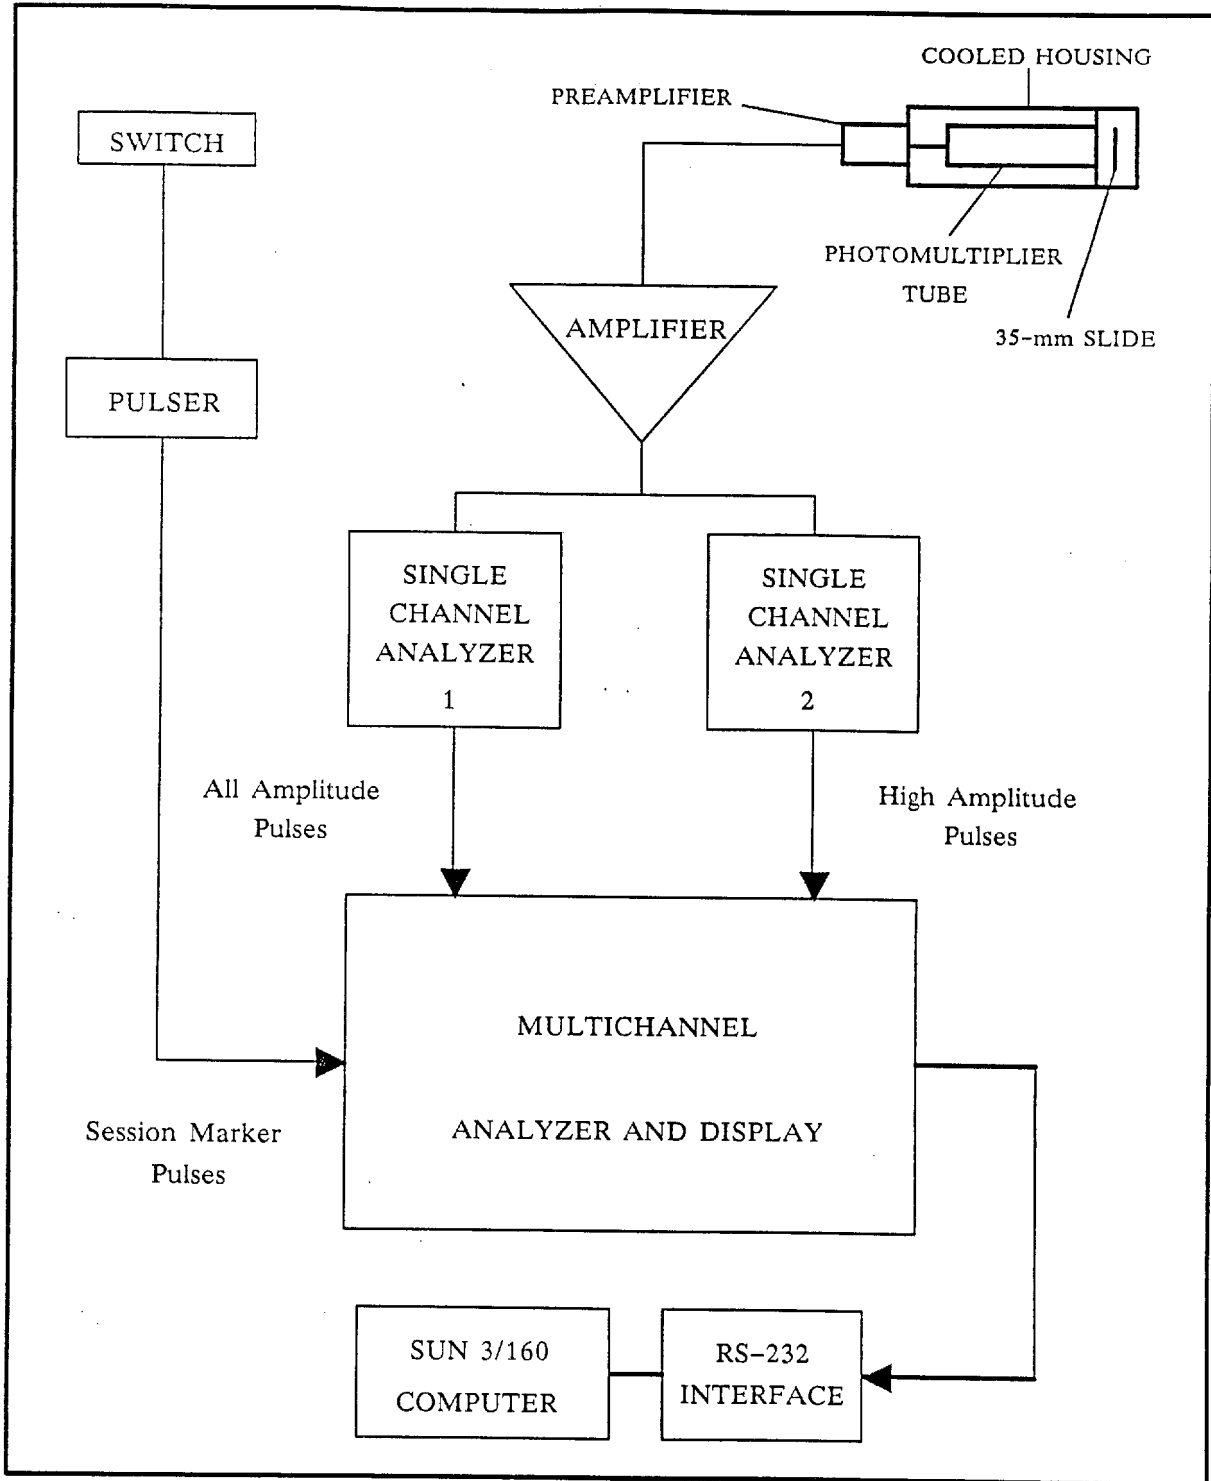 COOLED HOUSING
PREAMPLIFIER
SWITCH
PHOTOMULTIPLIER
TUBE
35-mm SLIDE
AMPLIFIER
PULSER
SINGLE
CHANNEL
ANALYZER
1
SINGLE
CHANNEL
ANALYZER
2
All Amplitude
Pulses
High Amplitude
Pulses
MULTICHANNEL
ANALYZER AND DISPLAY
Session Marker
Pulses
SUN 3/160
COMPUTER
RS-232
INTERFACE